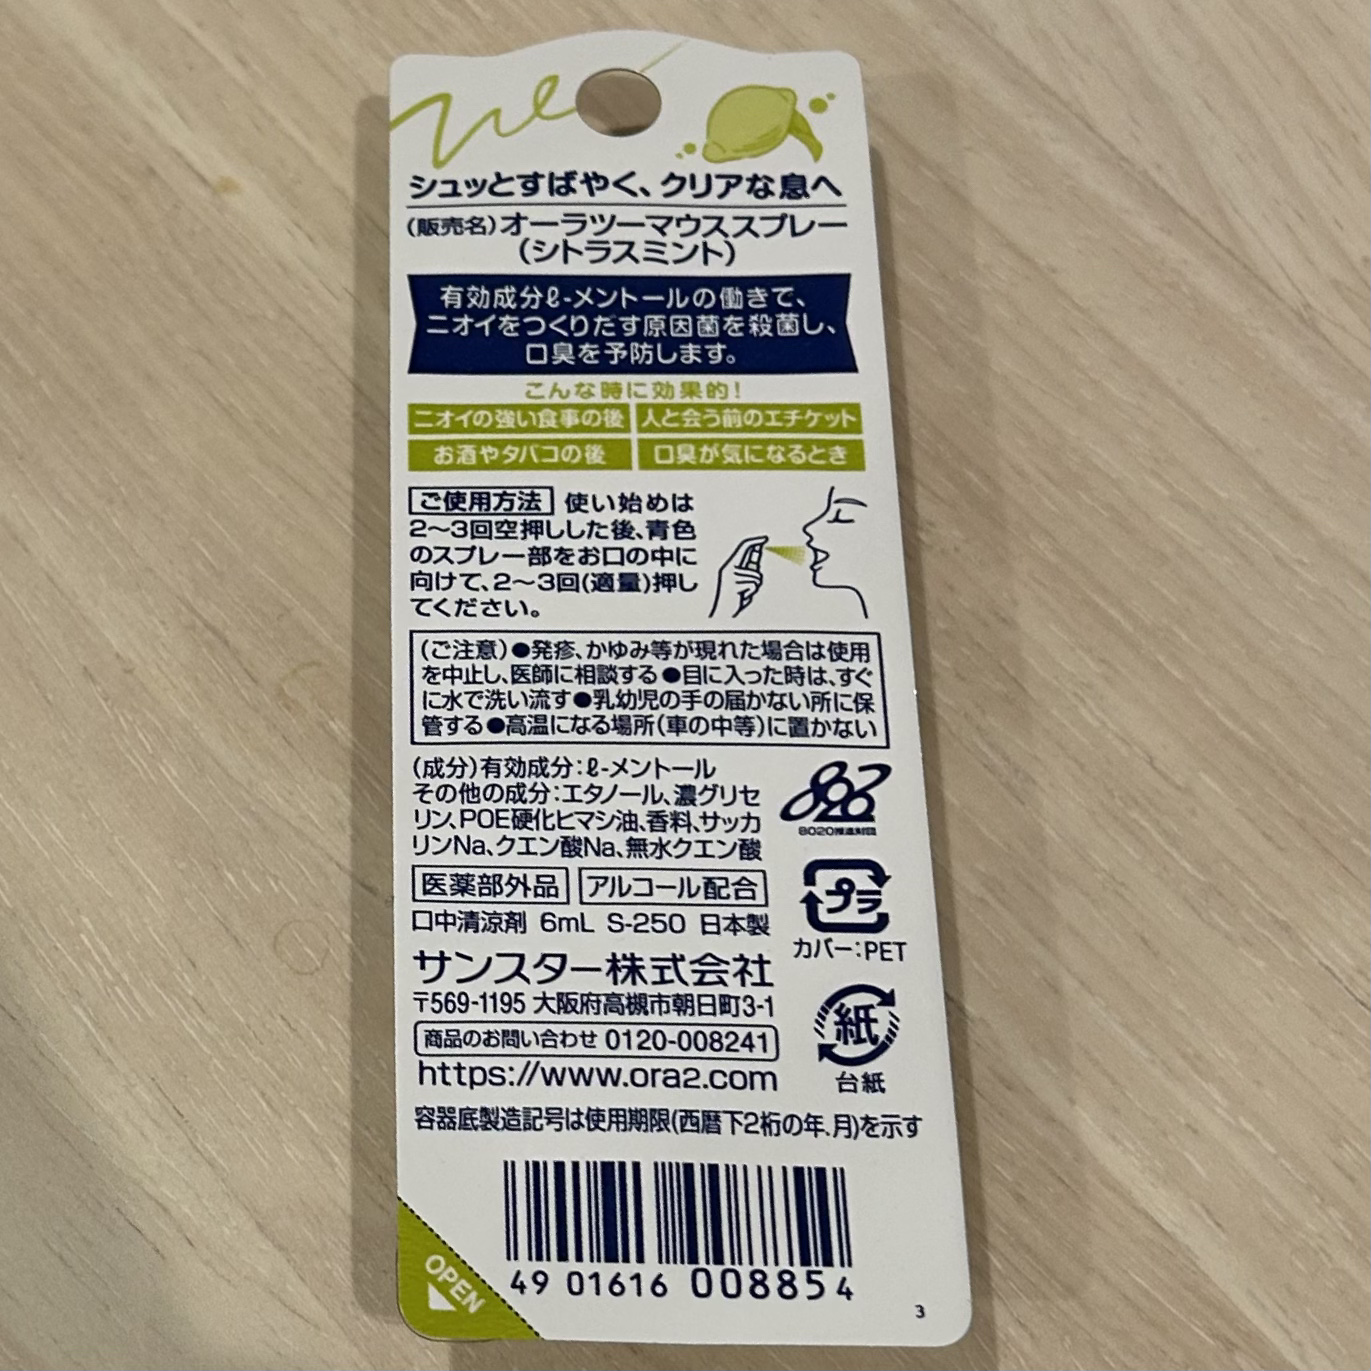 シュッとすばやく、クリアな息へ
(販売名)オーラツーマウススプレー
(シトラスミント)
有効成分ℓ-メントールの働きで、
ニオイをつくりだす原因菌を殺菌し、
口臭を予防します。
こんな時に効果的!
ニオイの強い食事の後 人と会う前のエチケット
お酒やタバコの後 口臭が気になるとき
ご使用方法 使い始めは
2〜3回空押しした後、青色
のスプレー部をお口の中に
向けて、2〜3回(適量)押し
てください。
(ご注意)●発疹、かゆみ等が現れた場合は使用
を中止し、医師に相談する●目に入った時は、すぐ
に水で洗い流す●乳幼児の手の届かない所に保
管する●高温になる場所(車の中等)に置かない
(成分)有効成分:ℓ-メントール
その他の成分:エタノール、濃グリセ
リン、POE硬化ヒマシ油、香料、サッカ
リンNa、クエン酸Na、無水クエン酸
8020
8020推進財団
医薬部外品 アルコール配合
口中清涼剤 6mL S-250 日本製
プラ
カバー:PET
サンスター株式会社
〒569-1195 大阪府高槻市朝日町3-1
商品のお問い合わせ 0120-008241
https://www.ora2.com
紙
台紙
容器底製造記号は使用期限(西暦下2桁の年.月)を示す
OPEN
49 01616 008854
3